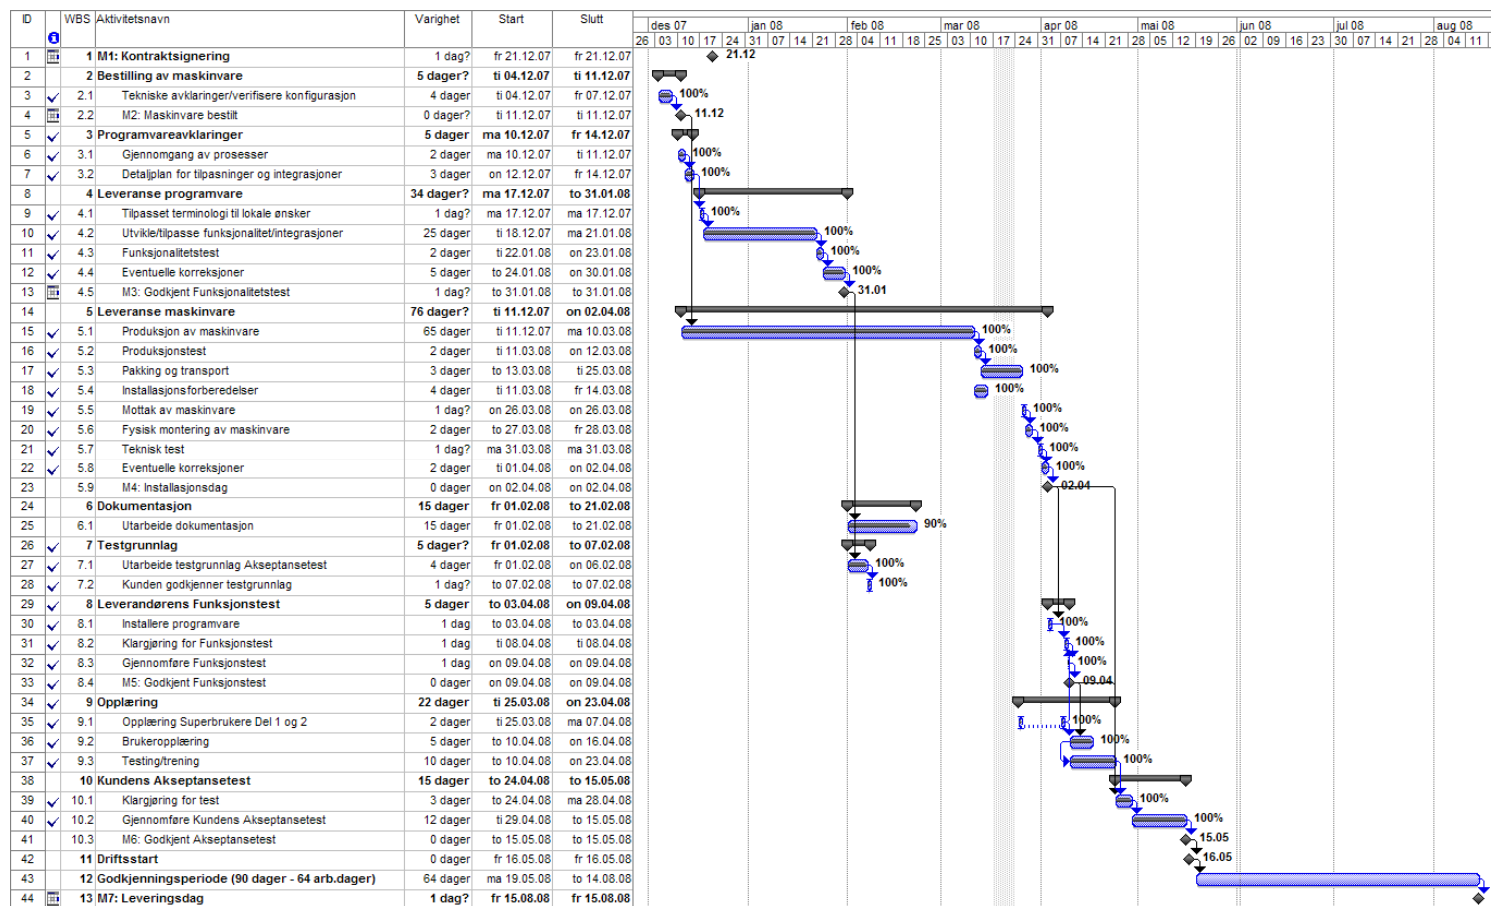 ID WBS Aktivitetsnavn Varighet Start Slutt
des 07 jan 08 feb 08 mar 08 apr 08 mai 08 jun 08 jul 08 aug 08
26 03 10 17 24 31 07 14 21 28 04 11 18 25 03 10 17 24 31 07 14 21 28 05 12 19 26 02 09 16 23 30 07 14 21 28 04 11
1 1 M1: Kontraktsignering 1 dag? fr 21.12.07 fr 21.12.07 21.12
2 2 Bestilling av maskinvare 5 dager? ti 04.12.07 ti 11.12.07
3 2.1 Tekniske avklaringer/verifisere konfigurasjon 4 dager ti 04.12.07 fr 07.12.07 100%
4 2.2 M2: Maskinvare bestilt 0 dager? ti 11.12.07 ti 11.12.07 11.12
5 3 Programvareavklaringer 5 dager ma 10.12.07 fr 14.12.07
6 3.1 Gjennomgang av prosesser 2 dager ma 10.12.07 ti 11.12.07 100%
7 3.2 Detaljplan for tilpasninger og integrasjoner 3 dager on 12.12.07 fr 14.12.07 100%
8 4 Leveranse programvare 34 dager? ma 17.12.07 to 31.01.08
9 4.1 Tilpasset terminologi til lokale ønsker 1 dag? ma 17.12.07 ma 17.12.07 100%
10 4.2 Utvikle/tilpasse funksjonalitet/integrasjoner 25 dager ti 18.12.07 ma 21.01.08 100%
11 4.3 Funksjonalitetstest 2 dager ti 22.01.08 on 23.01.08 100%
12 4.4 Eventuelle korreksjoner 5 dager to 24.01.08 on 30.01.08 100%
13 4.5 M3: Godkjent Funksjonalitetstest 1 dag? to 31.01.08 to 31.01.08 31.01
14 5 Leveranse maskinvare 76 dager? ti 11.12.07 on 02.04.08
15 5.1 Produksjon av maskinvare 65 dager ti 11.12.07 ma 10.03.08 100%
16 5.2 Produksjonstest 2 dager ti 11.03.08 on 12.03.08 100%
17 5.3 Pakking og transport 3 dager to 13.03.08 ti 25.03.08 100%
18 5.4 Installasjonsforberedelser 4 dager ti 11.03.08 fr 14.03.08 100%
19 5.5 Mottak av maskinvare 1 dag? on 26.03.08 on 26.03.08 100%
20 5.6 Fysisk montering av maskinvare 2 dager to 27.03.08 fr 28.03.08 100%
21 5.7 Teknisk test 1 dag? ma 31.03.08 ma 31.03.08 100%
22 5.8 Eventuelle korreksjoner 2 dager ti 01.04.08 on 02.04.08 100%
23 5.9 M4: Installasjonsdag 0 dager on 02.04.08 on 02.04.08 02.04
24 6 Dokumentasjon 15 dager fr 01.02.08 to 21.02.08
25 6.1 Utarbeide dokumentasjon 15 dager fr 01.02.08 to 21.02.08 90%
26 7 Testgrunnlag 5 dager? fr 01.02.08 to 07.02.08
27 7.1 Utarbeide testgrunnlag Akseptansetest 4 dager fr 01.02.08 on 06.02.08 100%
28 7.2 Kunden godkjenner testgrunnlag 1 dag? to 07.02.08 to 07.02.08 100%
29 8 Leverandørens Funksjonstest 5 dager to 03.04.08 on 09.04.08
30 8.1 Installere programvare 1 dag to 03.04.08 to 03.04.08 100%
31 8.2 Klargjøring for Funksjonstest 1 dag ti 08.04.08 ti 08.04.08 100%
32 8.3 Gjennomføre Funksjonstest 1 dag on 09.04.08 on 09.04.08 100%
33 8.4 M5: Godkjent Funksjonstest 0 dager on 09.04.08 on 09.04.08 09.04
34 9 Opplæring 22 dager ti 25.03.08 on 23.04.08
35 9.1 Opplæring Superbrukere Del 1 og 2 2 dager ti 25.03.08 ma 07.04.08 100%
36 9.2 Brukeropplæring 5 dager to 10.04.08 on 16.04.08 100%
37 9.3 Testing/trening 10 dager to 10.04.08 on 23.04.08 100%
38 10 Kundens Akseptansetest 15 dager to 24.04.08 to 15.05.08
39 10.1 Klargjøring for test 3 dager to 24.04.08 ma 28.04.08 100%
40 10.2 Gjennomføre Kundens Akseptansetest 12 dager ti 29.04.08 to 15.05.08 100%
41 10.3 M6: Godkjent Akseptansetest 0 dager to 15.05.08 to 15.05.08 15.05
42 11 Driftsstart 0 dager fr 16.05.08 fr 16.05.08 16.05
43 12 Godkjenningsperiode (90 dager - 64 arb.dager) 64 dager ma 19.05.08 to 14.08.08
44 13 M7: Leveringsdag 1 dag? fr 15.08.08 fr 15.08.08